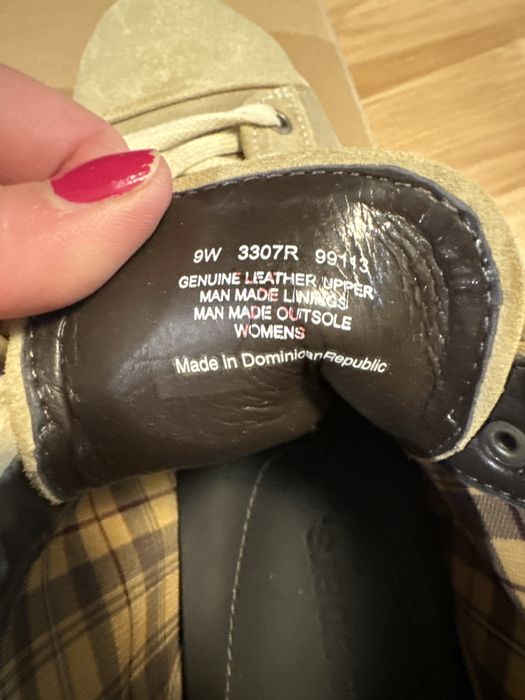 9W 3307R 99113
GENUINE LEATHER UPPER
MAN MADE LININGS
MAN MADE OUTSOLE
WOMENS
Made in Dominican Republic